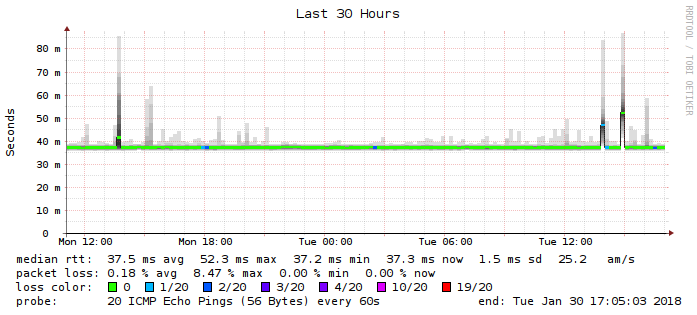 Last 30 Hours
RRDTOOL / TOBI OETIKER
Seconds
80 m
70 m
60 m
50 m
40 m
30 m
20 m
10 m
0
Mon 12:00 Mon 18:00 Tue 00:00 Tue 06:00 Tue 12:00
median rtt: 37.5 ms avg 52.3 ms max 37.2 ms min 37.3 ms now 1.5 ms sd 25.2 am/s
packet loss: 0.18 % avg 8.47 % max 0.00 % min 0.00 % now
loss color: 0 1/20 2/20 3/20 4/20 10/20 19/20
probe: 20 ICMP Echo Pings (56 Bytes) every 60s end: Tue Jan 30 17:05:03 2018